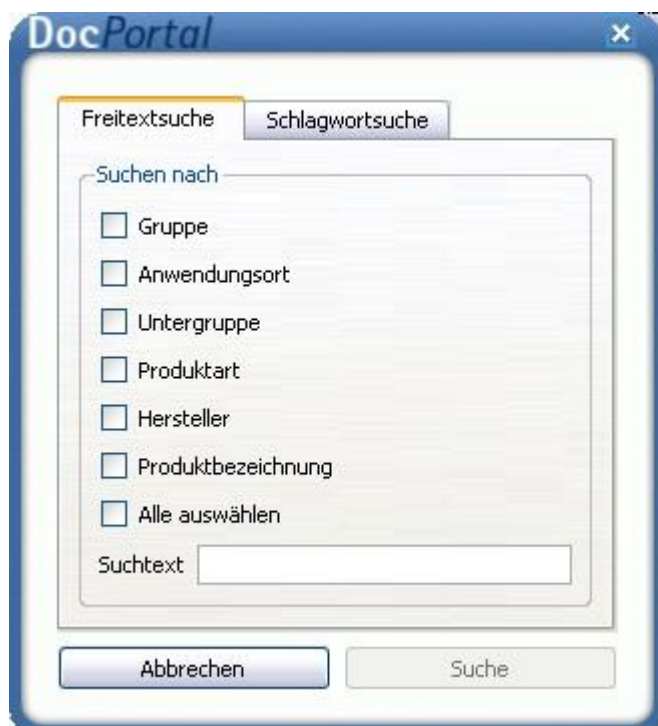 DocPortal
Freitextsuche
Schlagwortsuche
Suchen nach
Gruppe
Anwendungsort
Untergruppe
Produktart
Hersteller
Produktbezeichnung
Alle auswählen
Suchtext
Abbrechen
Suche